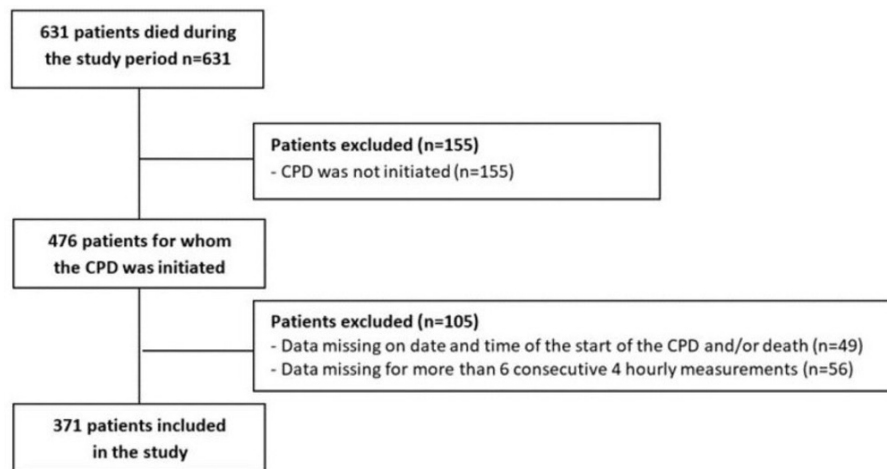 631 patients died during
the study period n=631
Patients excluded (n=155)
- CPD was not initiated (n=155)
476 patients for whom
the CPD was initiated
Patients excluded (n=105)
- Data missing on date and time of the start of the CPD and/or death (n=49)
- Data missing for more than 6 consecutive 4 hourly measurements (n=56)
371 patients included
in the study